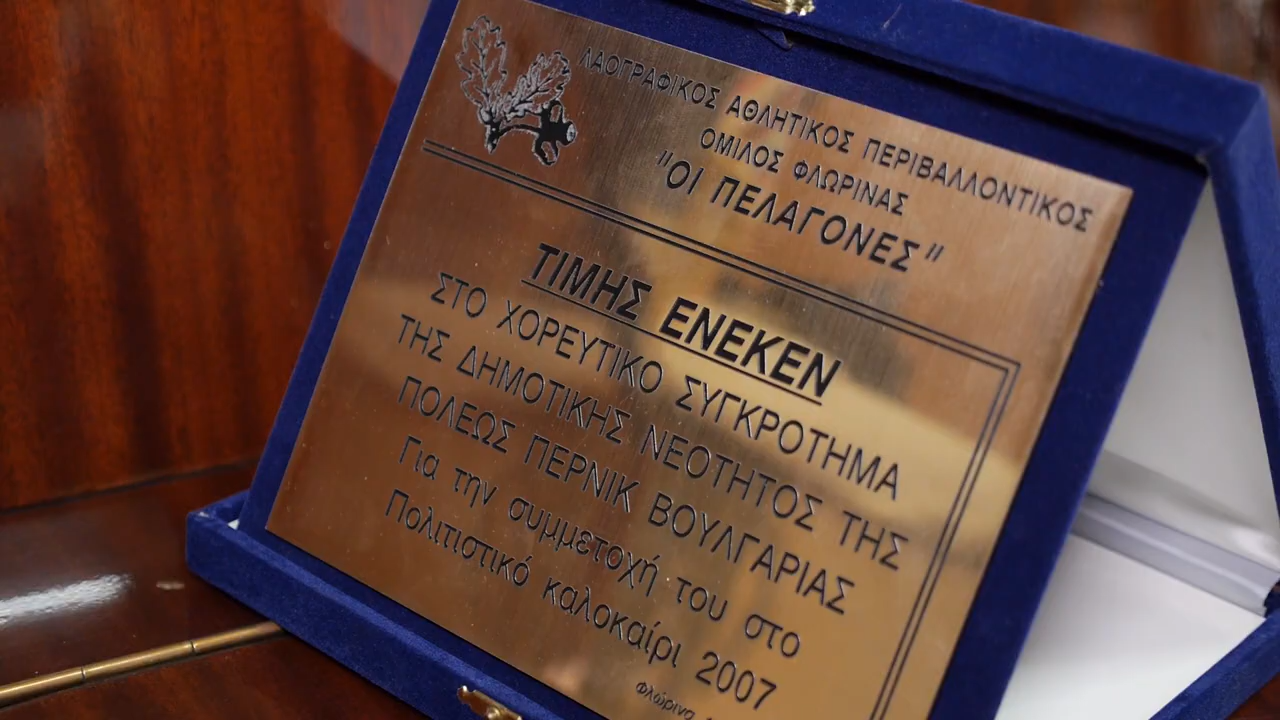 ΛΑΟΓΡΑΦΙΚΟΣ ΑΘΛΗΤΙΚΟΣ ΠΕΡΙΒΑΛΛΟΝΤΙΚΟΣ
ΟΜΙΛΟΣ ΦΛΩΡΙΝΑΣ
"ΟΙ ΠΕΛΑΓΟΝΕΣ"
ΤΙΜΗΣ ΕΝΕΚΕΝ
ΣΤΟ ΧΟΡΕΥΤΙΚΟ ΣΥΓΚΡΟΤΗΜΑ
ΤΗΣ ΔΗΜΟΤΙΚΗΣ ΝΕΟΤΗΤΟΣ ΤΗΣ
ΠΟΛΕΩΣ ΠΕΡΝΙΚ ΒΟΥΛΓΑΡΙΑΣ
Για την συμμετοχή του στο
Πολιτιστικό καλοκαίρι 2007
Φλώρινα